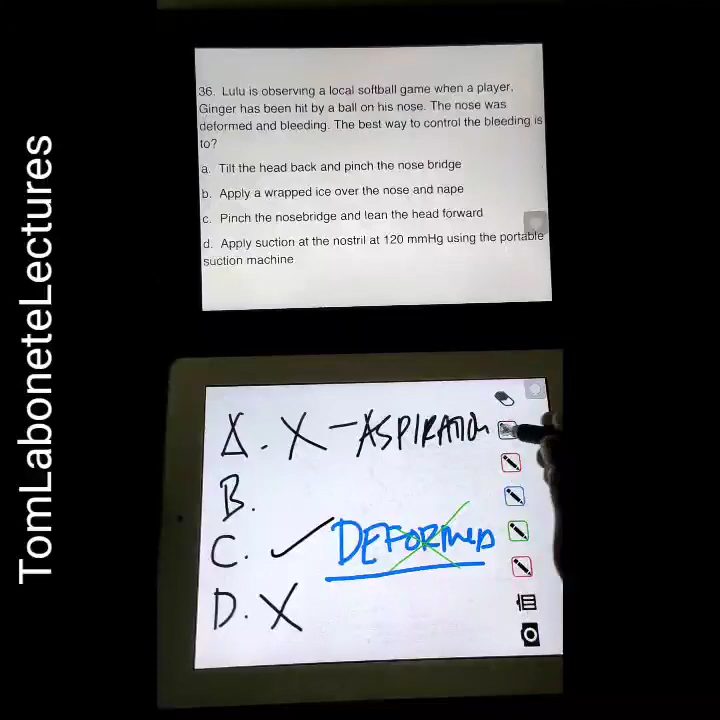 TomLaboneteLectures
36. Lulu is observing a local softball game when a player,
Ginger has been hit by a ball on his nose. The nose was
deformed and bleeding. The best way to control the bleeding is
to?
a. Tilt the head back and pinch the nose bridge
b. Apply a wrapped ice over the nose and nape
c. Pinch the nosebridge and lean the head forward
d. Apply suction at the nostril at 120 mmHg using the portable
suction machine
A. X - ASPIRATION
B.
C. ✓ DEFORMED
D. X